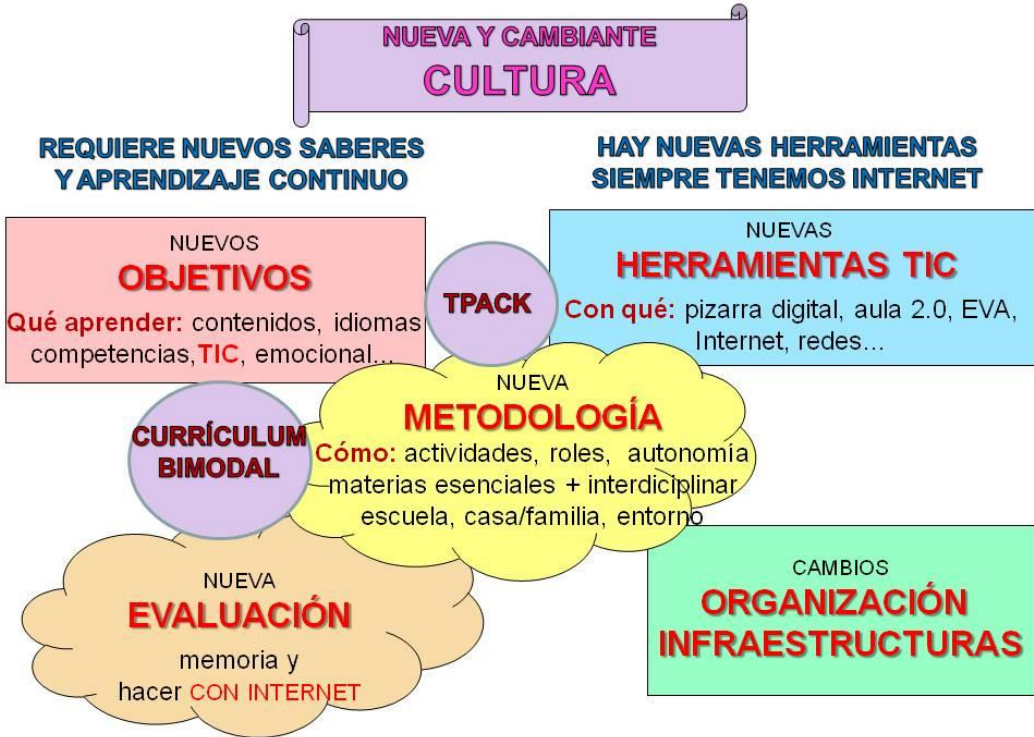 NUEVA Y CAMBIANTE
CULTURA
REQUIERE NUEVOS SABERES
Y APRENDIZAJE CONTINUO
HAY NUEVAS HERRAMIENTAS
SIEMPRE TENEMOS INTERNET
NUEVOS
OBJETIVOS
Qué aprender: contenidos, idiomas
competencias, TIC, emocional...
TPACK
NUEVAS
HERRAMIENTAS TIC
Con qué: pizarra digital, aula 2.0, EVA,
Internet, redes...
CURRÍCULUM
BIMODAL
NUEVA
METODOLOGÍA
Cómo: actividades, roles, autonomía
materias esenciales + interdiciplinar
escuela, casa/familia, entorno
NUEVA
EVALUACIÓN
memoria y
hacer CON INTERNET
CAMBIOS
ORGANIZACIÓN
INFRAESTRUCTURAS